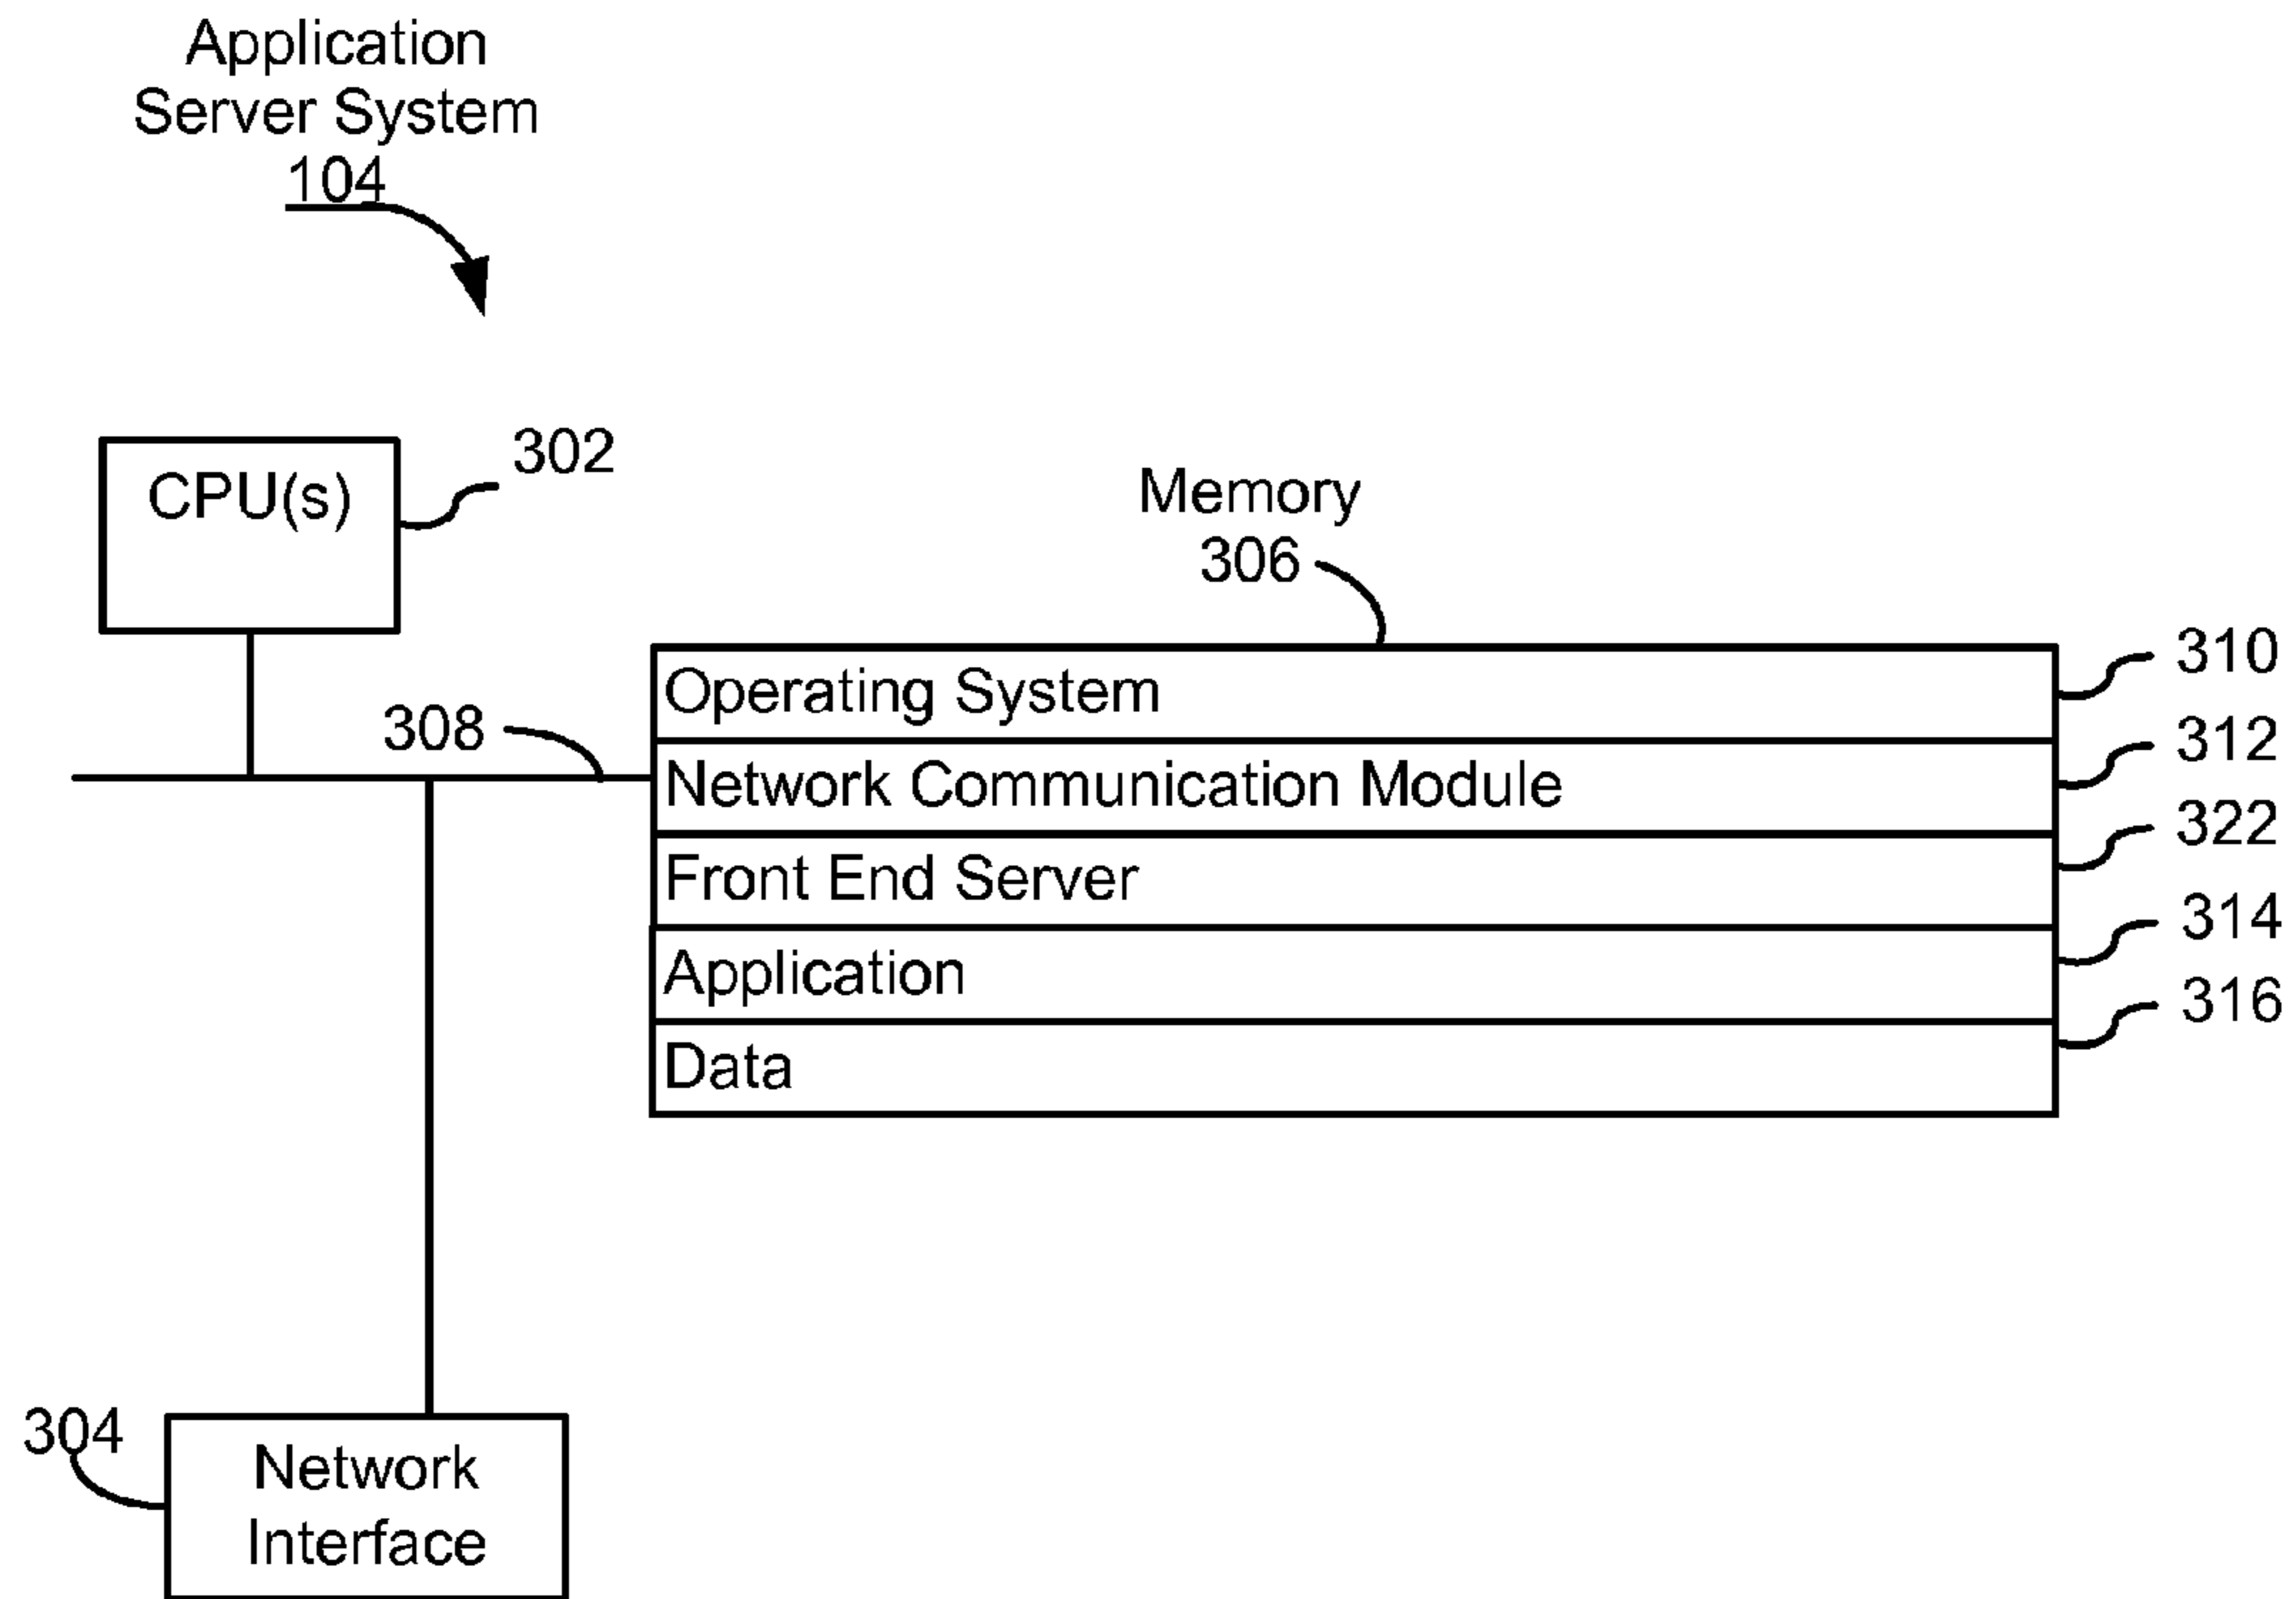 Application
Server System
104
CPU(s)
302
Memory
306
308
Operating System
310
Network Communication Module
312
Front End Server
322
Application
314
Data
316
304
Network
Interface